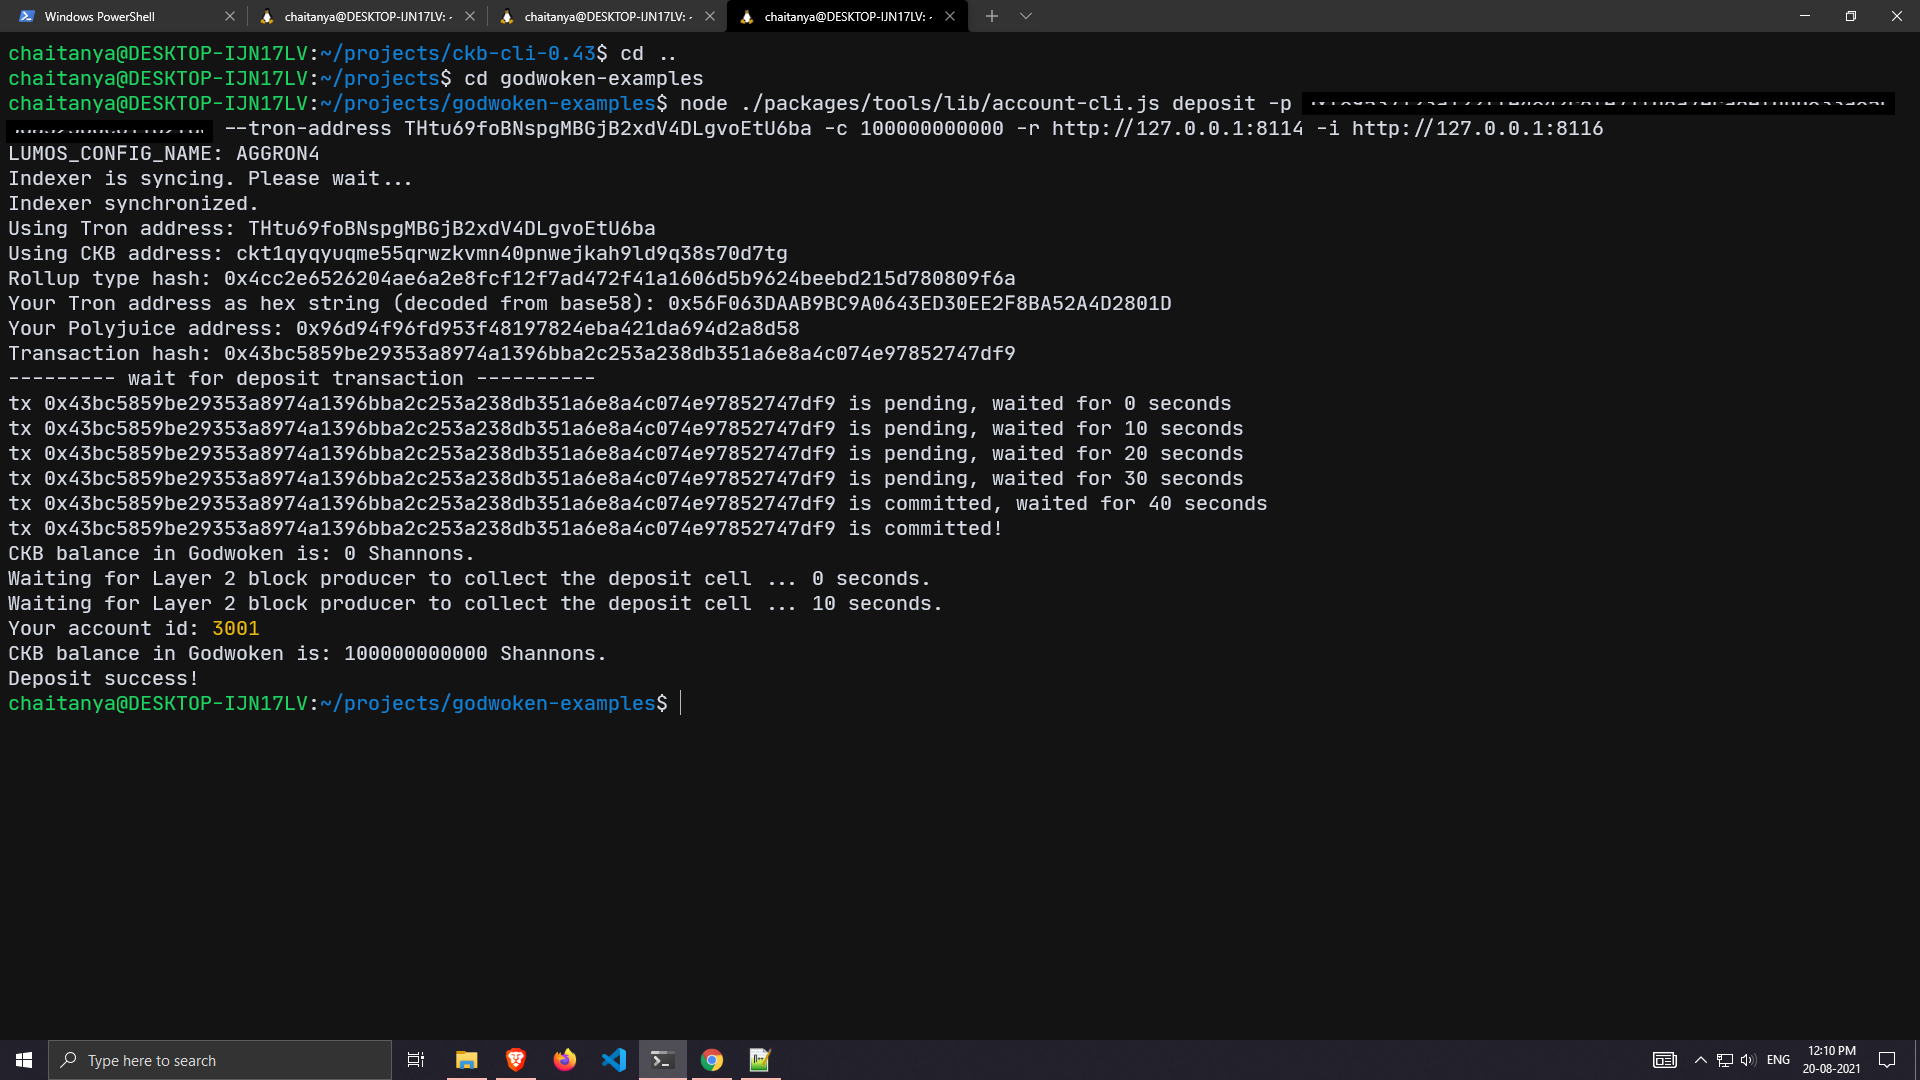 Windows PowerShell
chaitanya@DESKTOP-IJN17LV: -
chaitanya@DESKTOP-IJN17LV: -
chaitanya@DESKTOP-IJN17LV: -
chaitanya@DESKTOP-IJN17LV:~/projects/ckb-cli-0.43$ cd ..
chaitanya@DESKTOP-IJN17LV:~/projects$ cd godwoken-examples
chaitanya@DESKTOP-IJN17LV:~/projects/godwoken-examples$ node ./packages/tools/lib/account-cli.js deposit -p
--tron-address THtu69foBNspgMBGjB2xdV4DLgvoEtU6ba -c 100000000000 -r http://127.0.0.1:8114 -i http://127.0.0.1:8116
LUMOS_CONFIG_NAME: AGGRON4
Indexer is syncing. Please wait...
Indexer synchronized.
Using Tron address: THtu69foBNspgMBGjB2xdV4DLgvoEtU6ba
Using CKB address: ckt1qyqyuqme55qrwzkvmn40pnwejkah9ld9q38s70d7tg
Rollup type hash: 0x4cc2e6526204ae6a2e8fcf12f7ad472f41a1606d5b9624beebd215d780809f6a
Your Tron address as hex string (decoded from base58): 0x56F063DAAB9BC9A0643ED30EE2F8BA52A4D2801D
Your Polyjuice address: 0x96d94f96fd953f48197824eba421da694d2a8d58
Transaction hash: 0x43bc5859be29353a8974a1396bba2c253a238db351a6e8a4c074e97852747df9
--------- wait for deposit transaction ----------
tx 0x43bc5859be29353a8974a1396bba2c253a238db351a6e8a4c074e97852747df9 is pending, waited for 0 seconds
tx 0x43bc5859be29353a8974a1396bba2c253a238db351a6e8a4c074e97852747df9 is pending, waited for 10 seconds
tx 0x43bc5859be29353a8974a1396bba2c253a238db351a6e8a4c074e97852747df9 is pending, waited for 20 seconds
tx 0x43bc5859be29353a8974a1396bba2c253a238db351a6e8a4c074e97852747df9 is pending, waited for 30 seconds
tx 0x43bc5859be29353a8974a1396bba2c253a238db351a6e8a4c074e97852747df9 is committed, waited for 40 seconds
tx 0x43bc5859be29353a8974a1396bba2c253a238db351a6e8a4c074e97852747df9 is committed!
CKB balance in Godwoken is: 0 Shannons.
Waiting for Layer 2 block producer to collect the deposit cell ... 0 seconds.
Waiting for Layer 2 block producer to collect the deposit cell ... 10 seconds.
Your account id: 3001
CKB balance in Godwoken is: 100000000000 Shannons.
Deposit success!
chaitanya@DESKTOP-IJN17LV:~/projects/godwoken-examples$
Type here to search
ENG
12:10 PM
20-08-2021